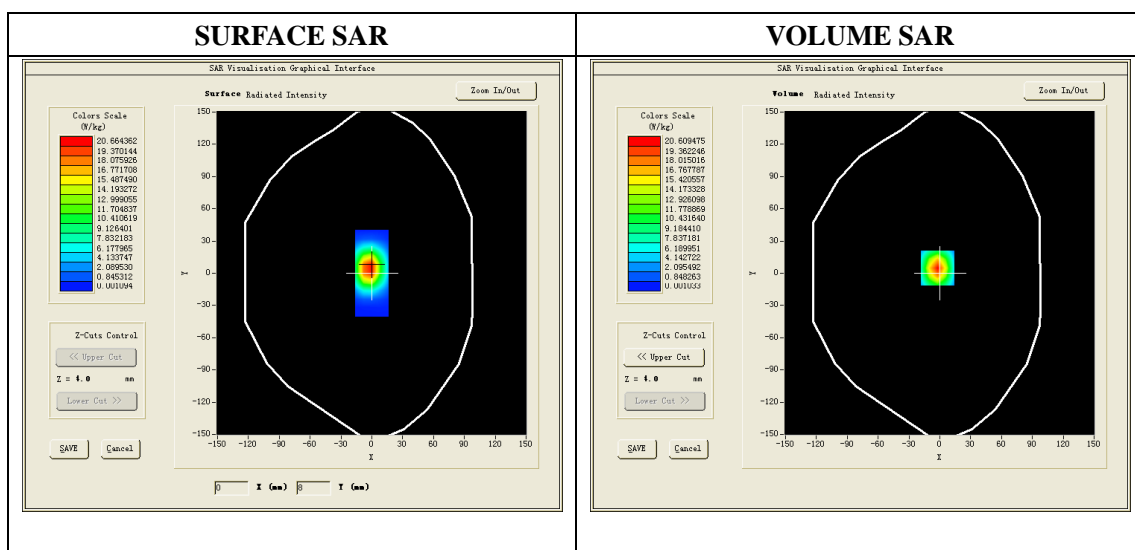 SURFACE SAR
VOLUME SAR
SAR Visualisation Graphical Interface
Surface Radiated Intensity
Zoom In/Out
Colors Scale
(W/kg)
20.664362
19.370144
18.075926
16.771708
15.487490
14.193272
12.999055
11.704837
10.410619
9.126401
7.832183
6.177965
4.133747
2.089530
0.845312
0.001094
150
120
90
60
30
0
-30
-60
-90
-120
-150
Y
-150 -120 -90 -60 -30 0 30 60 90 120 150
X
Z-Cuts Control
<< Upper Cut
Z = 4.0 mm
Lower Cut >>
SAVE Cancel
0 X (mm) 8 Y (mm)
SAR Visualisation Graphical Interface
Volume Radiated Intensity
Zoom In/Out
Colors Scale
(W/kg)
20.609475
19.362246
18.015016
16.767787
15.420557
14.173328
12.926098
11.778869
10.431640
9.184410
7.837181
6.189951
4.142722
2.095492
0.848263
0.001033
150
120
90
60
30
0
-30
-60
-90
-120
-150
Y
-150 -120 -90 -60 -30 0 30 60 90 120 150
X
Z-Cuts Control
<< Upper Cut
Z = 4.0 mm
Lower Cut >>
SAVE Cancel